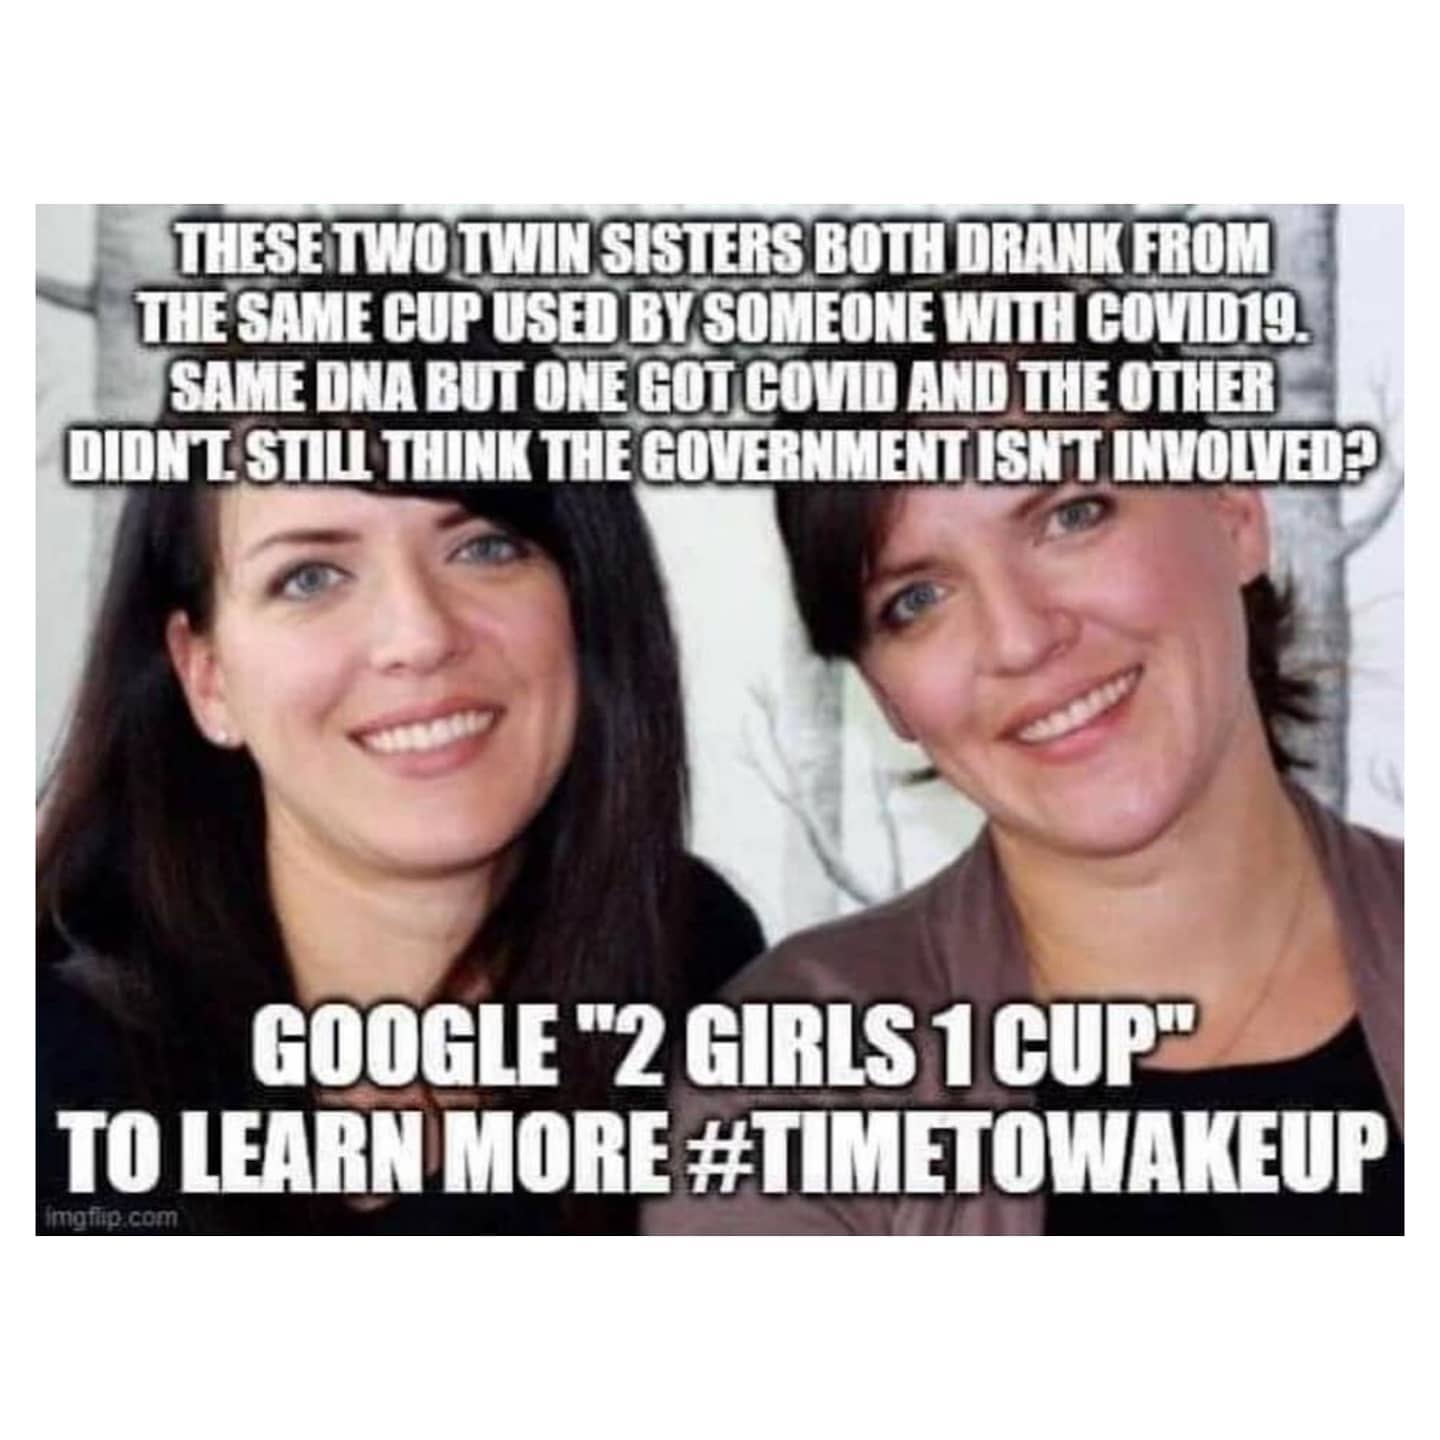 THESE TWO TWIN SISTERS BOTH DRANK FROM
THE SAME CUP USED BY SOMEONE WITH COVID19.
SAME DNA BUT ONE GOT COVID AND THE OTHER
DIDN'T. STILL THINK THE GOVERNMENT ISN'T INVOLVED?
GOOGLE "2 GIRLS 1 CUP"
TO LEARN MORE #TIMETOWAKEUP
imgflip.com